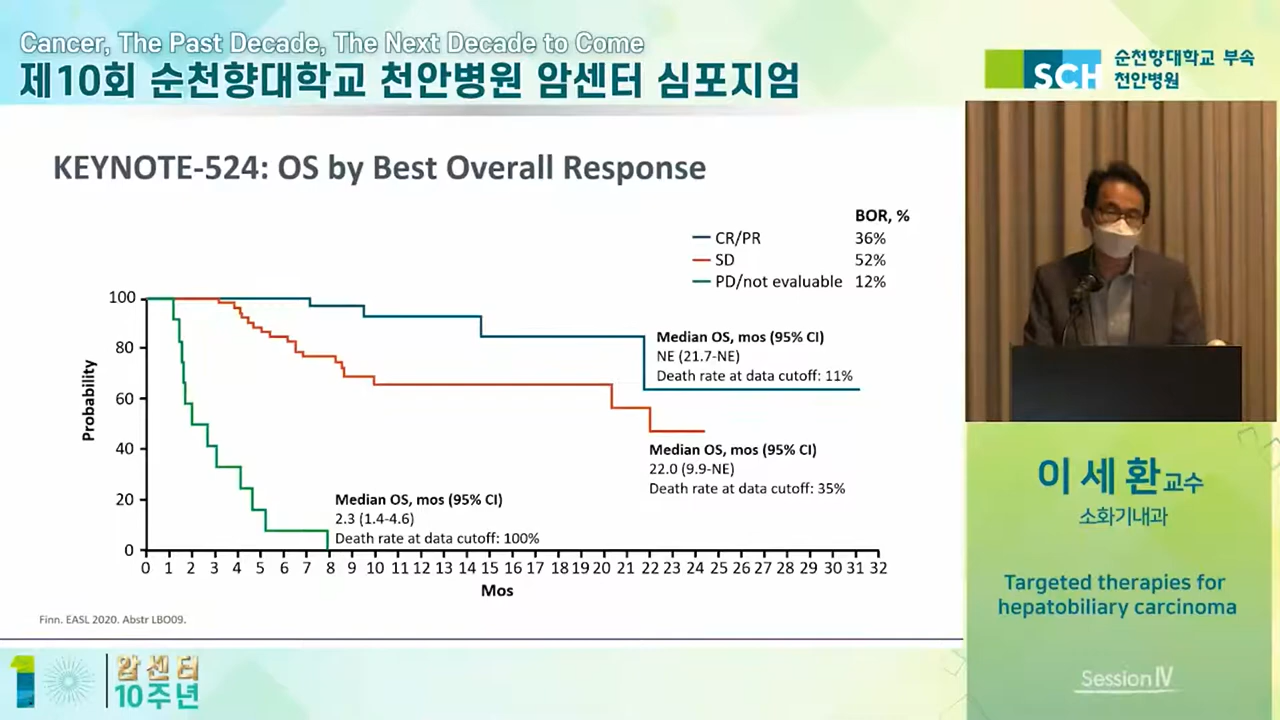 Cancer, The Past Decade, The Next Decade to Come
제10회 순천향대학교 천안병원 암센터 심포지엄
SCH
순천향대학교 부속
천안병원
KEYNOTE-524: OS by Best Overall Response
BOR, %
CR/PR 36%
SD 52%
PD/not evaluable 12%
100
80
60
40
20
0
Probability
Median OS, mos (95% CI)
NE (21.7-NE)
Death rate at data cutoff: 11%
Median OS, mos (95% CI)
22.0 (9.9-NE)
Death rate at data cutoff: 35%
Median OS, mos (95% CI)
2.3 (1.4-4.6)
Death rate at data cutoff: 100%
0 1 2 3 4 5 6 7 8 9 10 11 12 13 14 15 16 17 18 19 20 21 22 23 24 25 26 27 28 29 30 31 32
Mos
Finn. EASL 2020. Abstr LBO09.
이 세 환 교수
소화기내과
Targeted therapies for
hepatobiliary carcinoma
Session Ⅳ
10
암센터
10주년